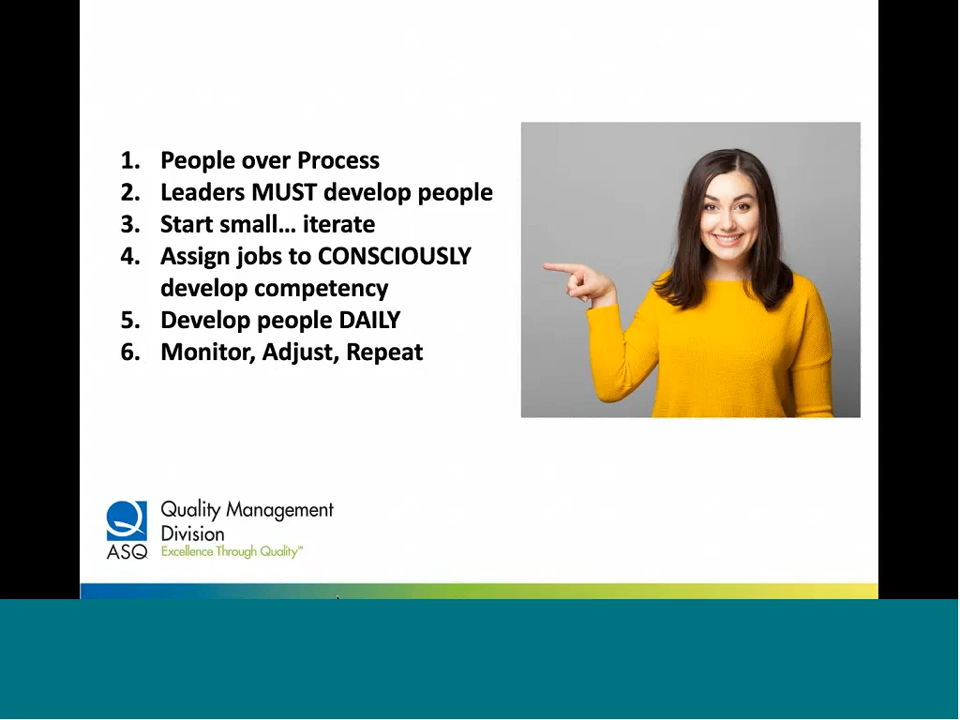 1. People over Process
2. Leaders MUST develop people
3. Start small... iterate
4. Assign jobs to CONSCIOUSLY
develop competency
5. Develop people DAILY
6. Monitor, Adjust, Repeat
Quality Management
Division
ASQ Excellence Through Quality™